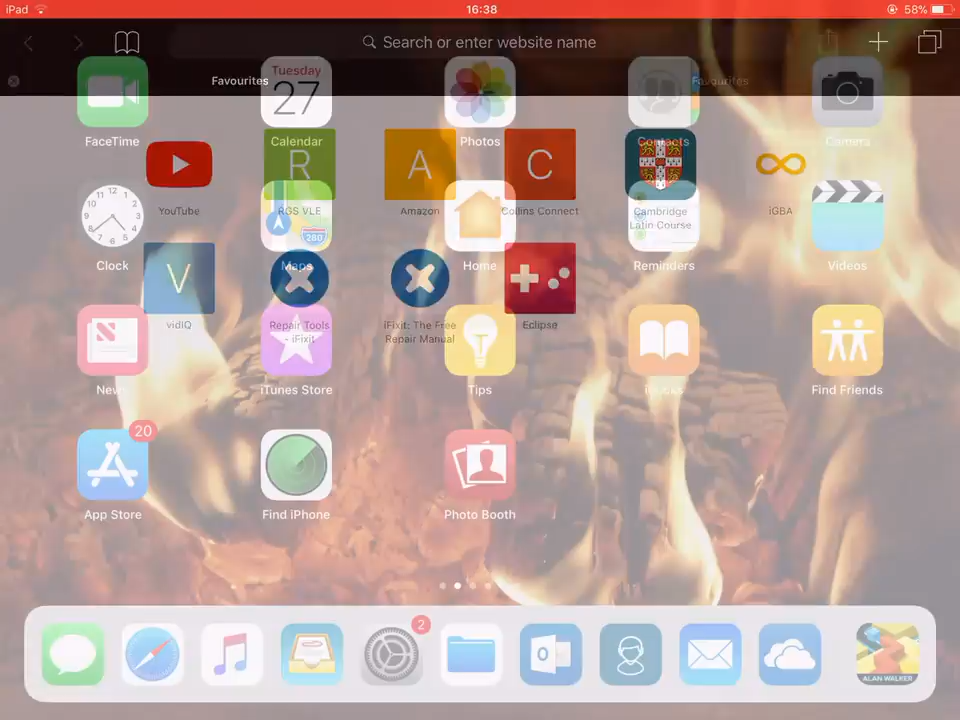 iPad
16:38
58%
Search or enter website name
Favourites
Favourites
Tuesday
27
FaceTime
Calendar
Photos
Contacts
Camera
R
A
C
YouTube
RGS VLE
Amazon
Collins Connect
Cambridge
Latin Course
iGBA
12
Clock
280
Maps
Home
Reminders
Videos
V
vidIQ
Repair Tools
- iFixit
iFixit: The Free
Repair Manual
Eclipse
News
iTunes Store
Tips
iBooks
Find Friends
20
App Store
Find iPhone
Photo Booth
2
ALAN WALKER